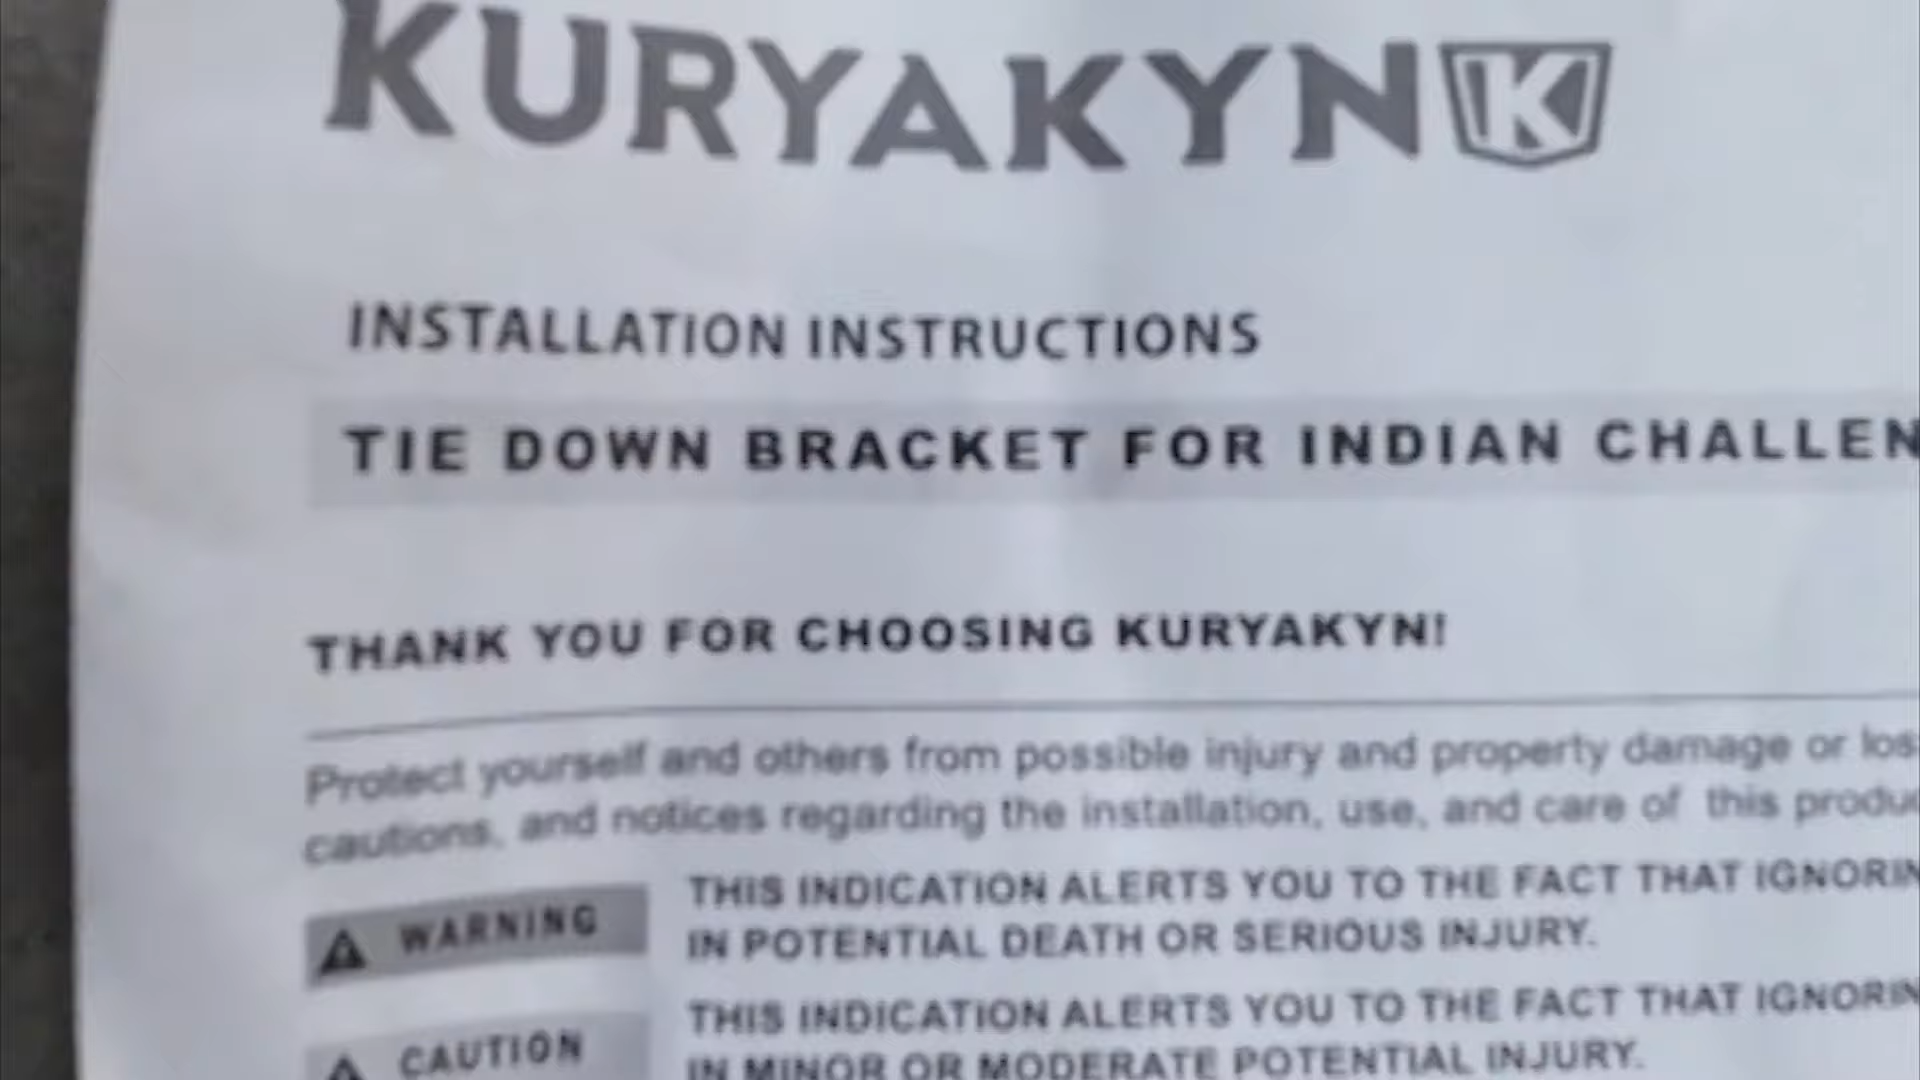 KURYAKYN K
INSTALLATION INSTRUCTIONS
TIE DOWN BRACKET FOR INDIAN CHALLEN
THANK YOU FOR CHOOSING KURYAKYN!
Protect yourself and others from possible injury and property damage or los
cautions, and notices regarding the installation, use, and care of this produc
WARNING THIS INDICATION ALERTS YOU TO THE FACT THAT IGNORIN
IN POTENTIAL DEATH OR SERIOUS INJURY.
CAUTION THIS INDICATION ALERTS YOU TO THE FACT THAT IGNORIN
IN MINOR OR MODERATE POTENTIAL INJURY.